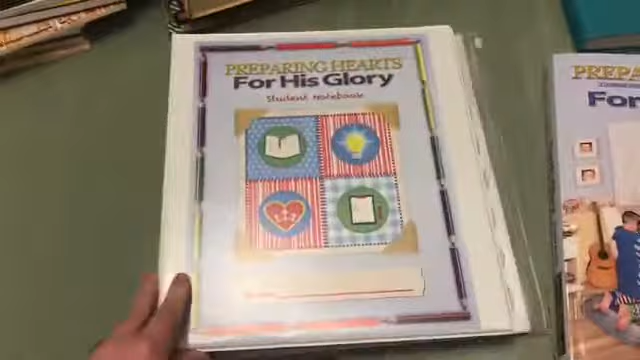 PREPARING HEARTS
For His Glory
Student Notebook
PREPA
For